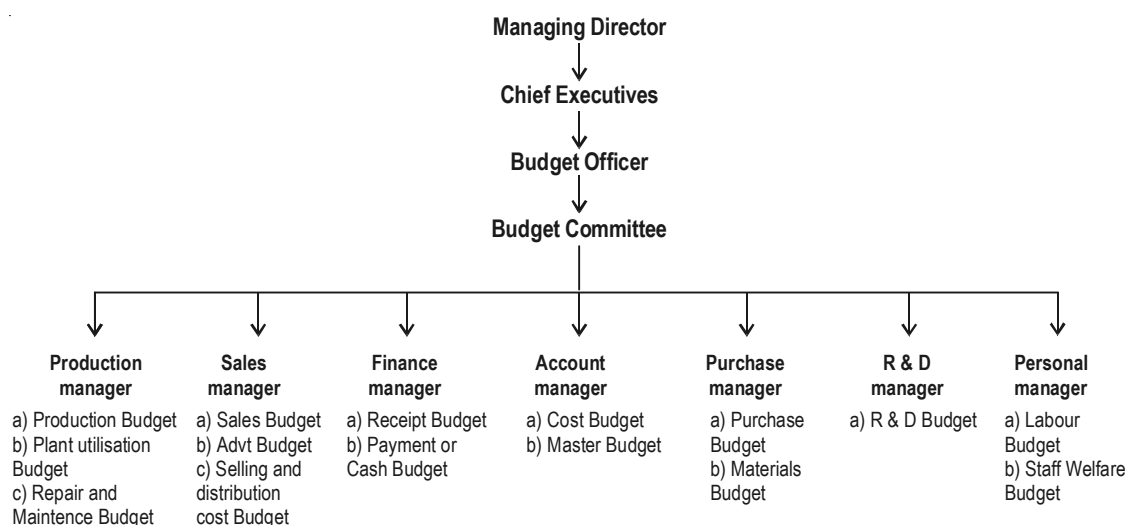 Managing Director
Chief Executives
Budget Officer
Budget Committee
Production
manager
a) Production Budget
b) Plant utilisation
Budget
c) Repair and
Maintence Budget
Sales
manager
a) Sales Budget
b) Advt Budget
c) Selling and
distribution
cost Budget
Finance
manager
a) Receipt Budget
b) Payment or
Cash Budget
Account
manager
a) Cost Budget
b) Master Budget
Purchase
manager
a) Purchase
Budget
b) Materials
Budget
R & D
manager
a) R & D Budget
Personal
manager
a) Labour
Budget
b) Staff Welfare
Budget